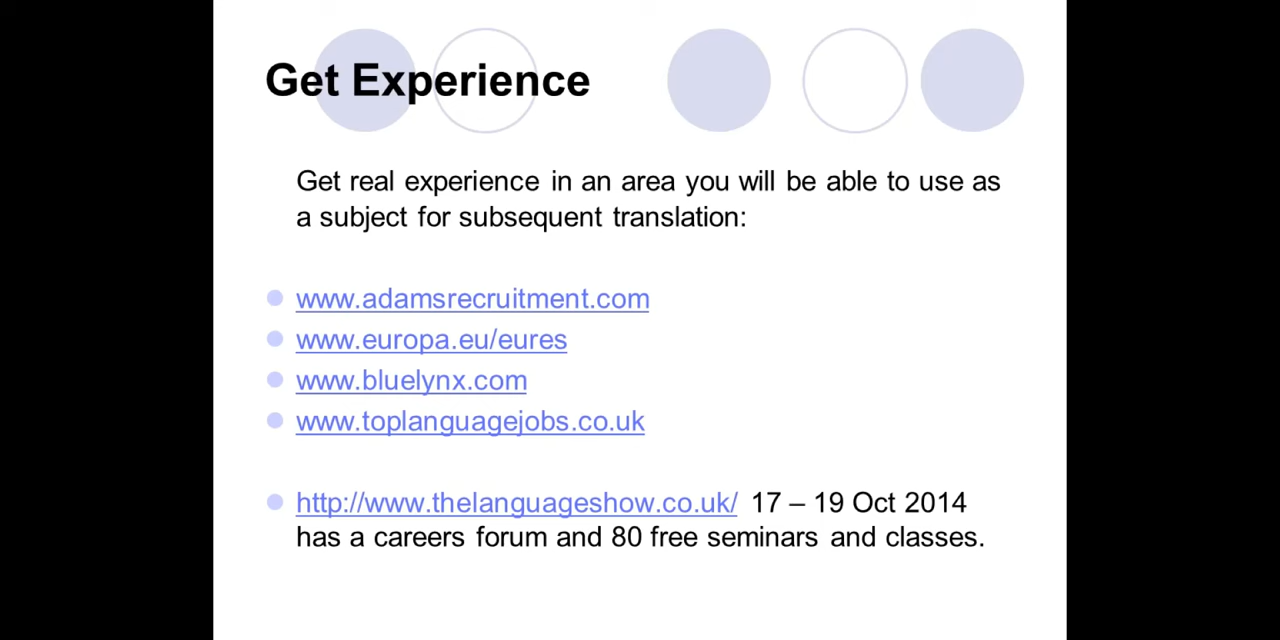 Get Experience
Get real experience in an area you will be able to use as
a subject for subsequent translation:
www.adamsrecruitment.com
www.europa.eu/eures
www.bluelynx.com
www.toplanguagejobs.co.uk
http://www.thelanguageshow.co.uk/ 17 – 19 Oct 2014
has a careers forum and 80 free seminars and classes.